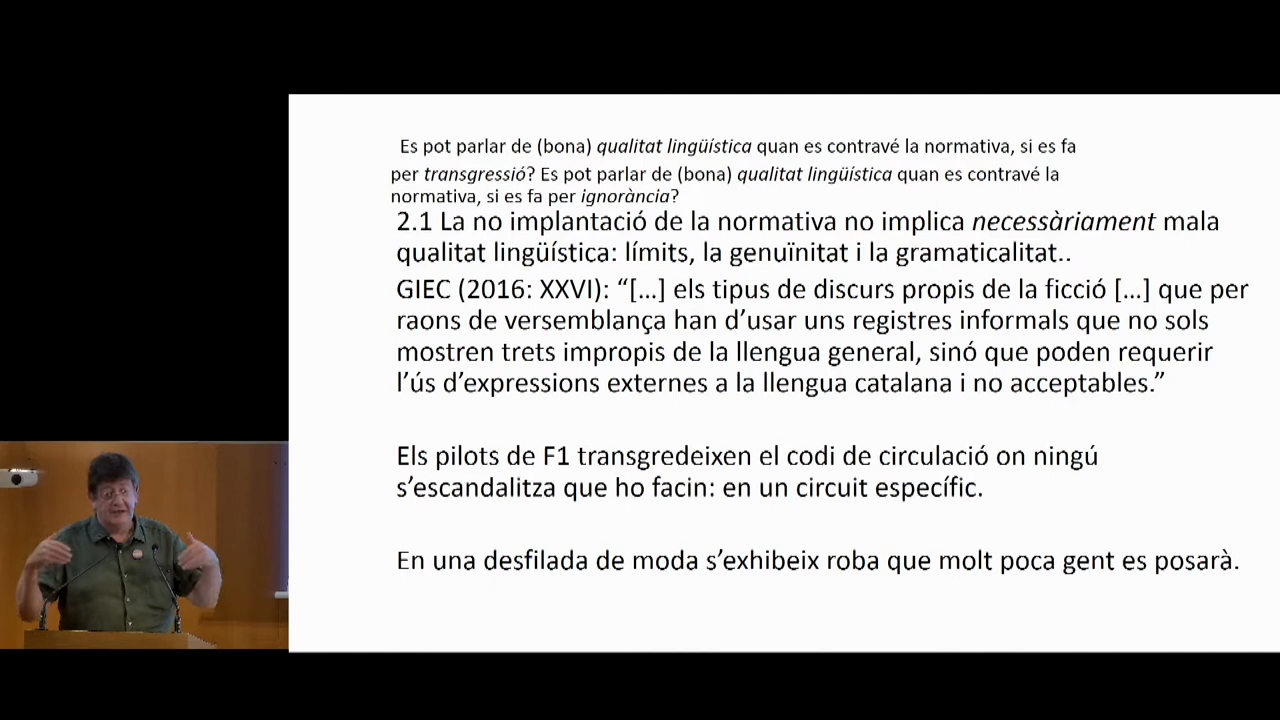 Es pot parlar de (bona) qualitat lingüística quan es contravé la normativa, si es fa
per transgressió? Es pot parlar de (bona) qualitat lingüística quan es contravé la
normativa, si es fa per ignorància?
2.1 La no implantació de la normativa no implica necessàriament mala
qualitat lingüística: límits, la genuïnitat i la gramaticalitat..
GIEC (2016: XXVI): “[…] els tipus de discurs propis de la ficció […] que per
raons de versemblança han d’usar uns registres informals que no sols
mostren trets impropis de la llengua general, sinó que poden requerir
l’ús d’expressions externes a la llengua catalana i no acceptables.”
Els pilots de F1 transgredeixen el codi de circulació on ningú
s’escandalitza que ho facin: en un circuit específic.
En una desfilada de moda s’exhibeix roba que molt poca gent es posarà.